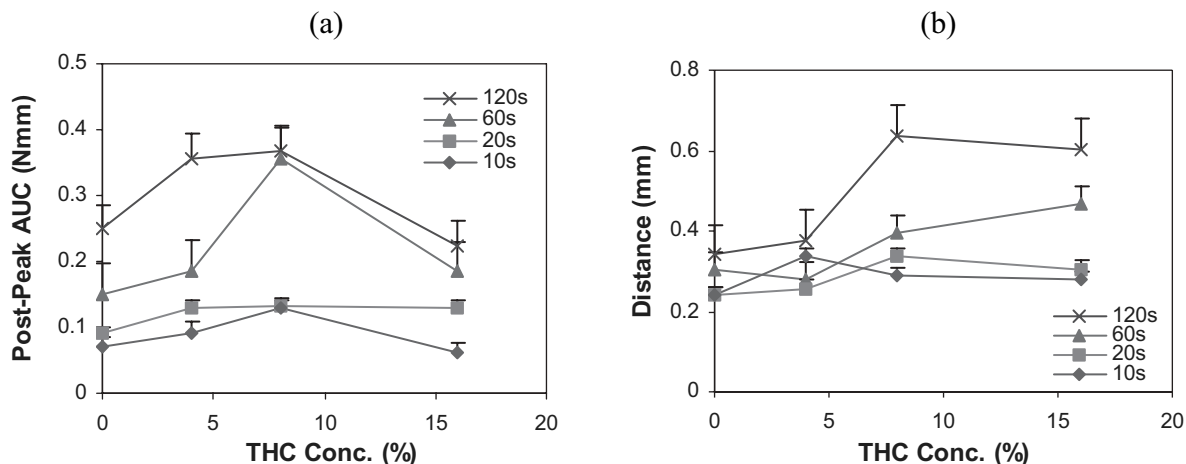 (a)
Post-Peak AUC (Nmm)
0.5
0.4
0.3
0.2
0.1
0
120s
60s
20s
10s
0 5 10 15 20
THC Conc. (%)
(b)
Distance (mm)
0.8
0.6
0.4
0.2
0
120s
60s
20s
10s
0 5 10 15 20
THC Conc. (%)